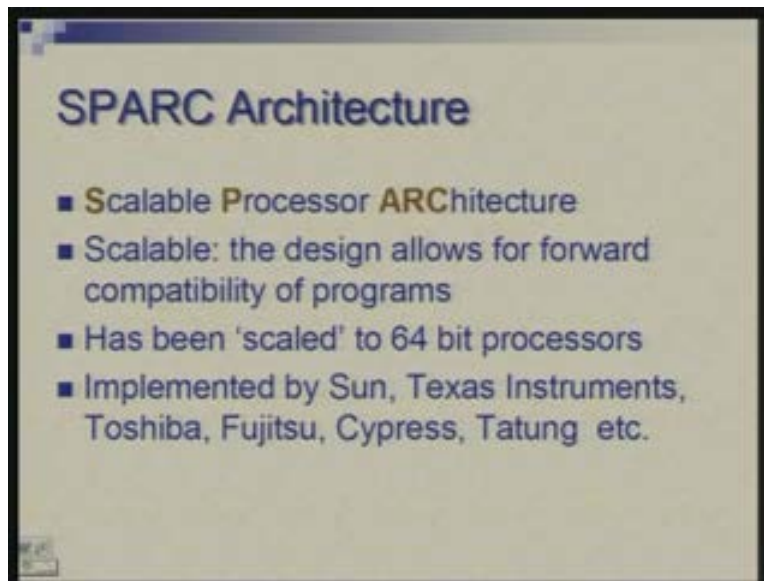 SPARC Architecture
■ Scalable Processor ARChitecture
■ Scalable: the design allows for forward
compatibility of programs
■ Has been 'scaled' to 64 bit processors
■ Implemented by Sun, Texas Instruments,
Toshiba, Fujitsu, Cypress, Tatung etc.